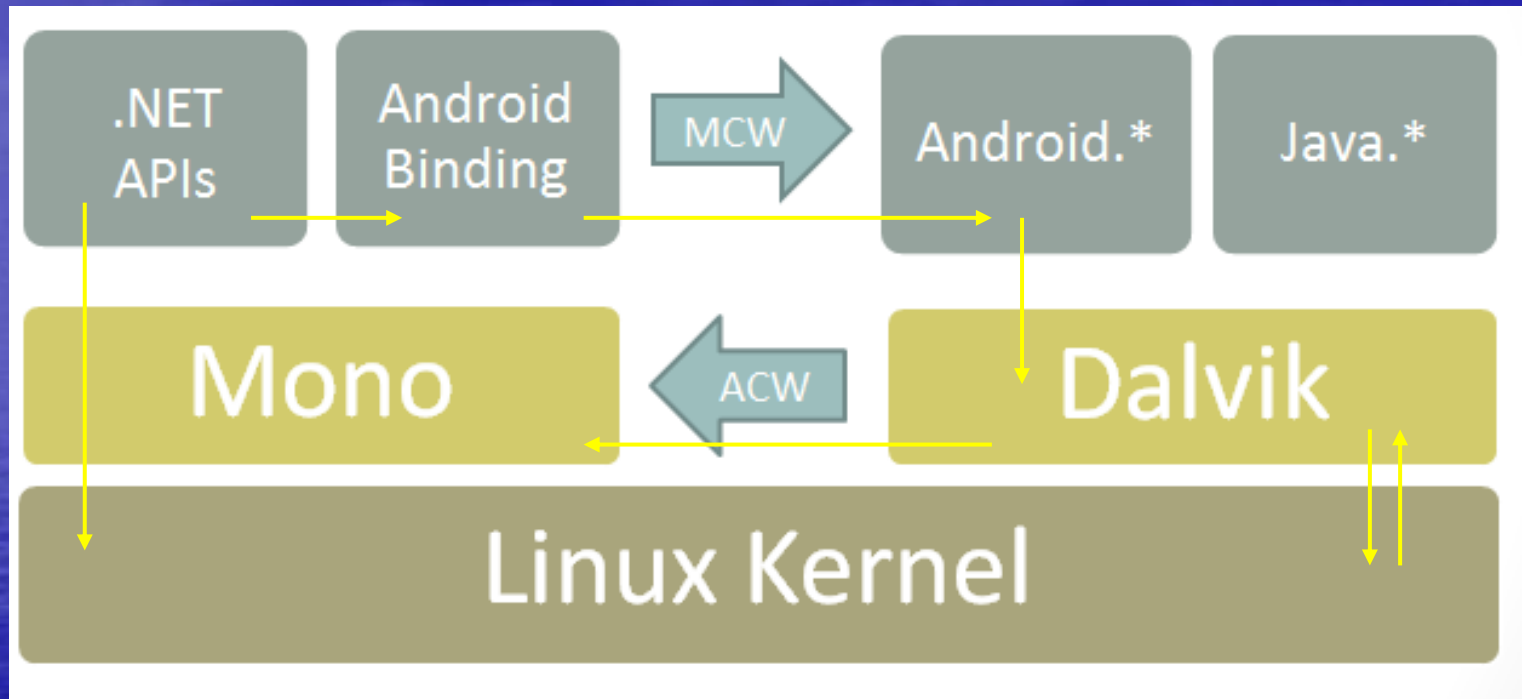 .NET
APIs
Android
Binding
MCW
Android.*
Java.*
Mono
ACW
Dalvik
Linux Kernel